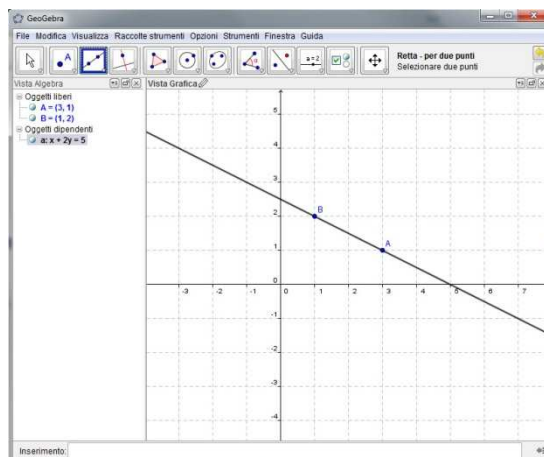 GeoGebra
File Modifica Visualizza Raccolte strumenti Opzioni Strumenti Finestra Guida
A
a=2
Retta - per due punti
Selezionare due punti
Vista Algebra
Vista Grafica
Oggetti liberi
A = (3, 1)
B = (1, 2)
Oggetti dipendenti
a: x + 2y = 5
5
4
3
2
B
1
A
0
-3 -2 -1 0 1 2 3 4 5 6 7
-1
-2
-3
-4
Inserimento: